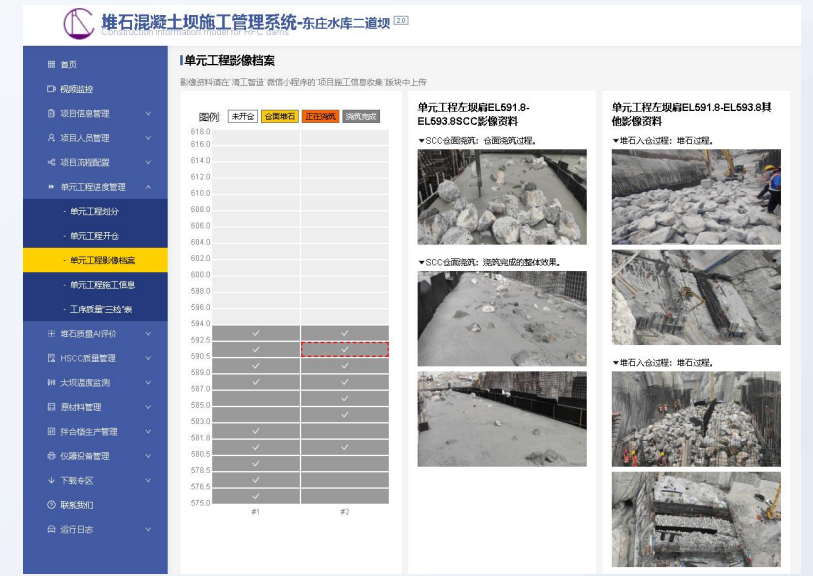 堆石混凝土坝施工管理系统-东庄水库二道坝 2.0
Construction information model for RFC dams
首页
视频监控
项目信息管理
项目人员管理
项目流程配置
单元工程进度管理
· 单元工程划分
· 单元工程开仓
· 单元工程影像档案
· 单元工程施工信息
· 工序质量“三检”表
堆石质量AI评价
HSCC质量管理
大坝温度监测
原材料管理
拌合楼生产管理
仪器设备管理
下载专区
联系我们
运行日志
单元工程影像档案
影像资料请在‘清工智造’微信小程序的‘项目施工信息收集’版块中上传
图例: 未开仓 仓面堆石 正在浇筑 浇筑完成
618.0
616.0
614.0
612.0
610.0
608.0
606.0
604.0
602.0
600.0
598.0
596.0
594.0
592.5
590.5
589.0
587.0
585.0
583.0
581.8
580.5
578.5
576.5
575.0
#1 #2
单元工程左坝肩EL591.8-
EL593.8SCC影像资料
▼SCC仓面浇筑：仓面浇筑过程。
▼SCC仓面浇筑：浇筑完成的整体效果。
单元工程左坝肩EL591.8-EL593.8其
他影像资料
▼堆石入仓过程：堆石过程。
▼堆石入仓过程：堆石过程。